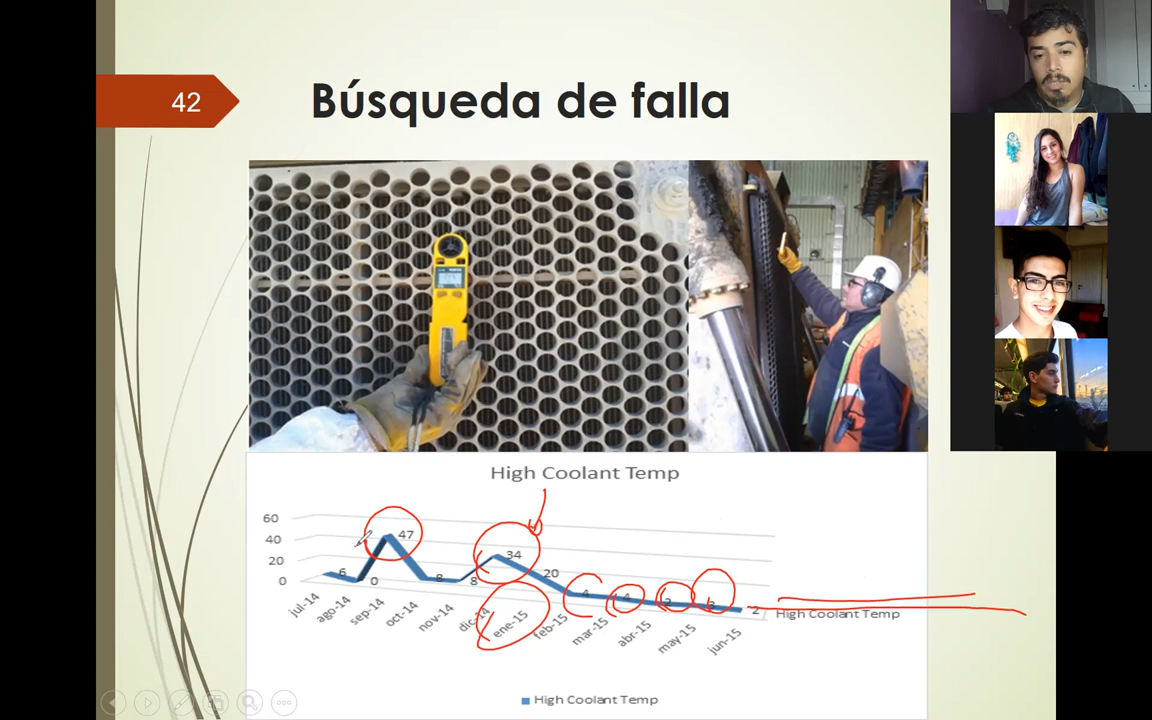 42
Búsqueda de falla
High Coolant Temp
60
40
20
0
6
0
47
8
8
34
20
4
4
2
3
2
jul-14
ago-14
sep-14
oct-14
nov-14
dic-14
ene-15
feb-15
mar-15
abr-15
may-15
jun-15
High Coolant Temp
High Coolant Temp